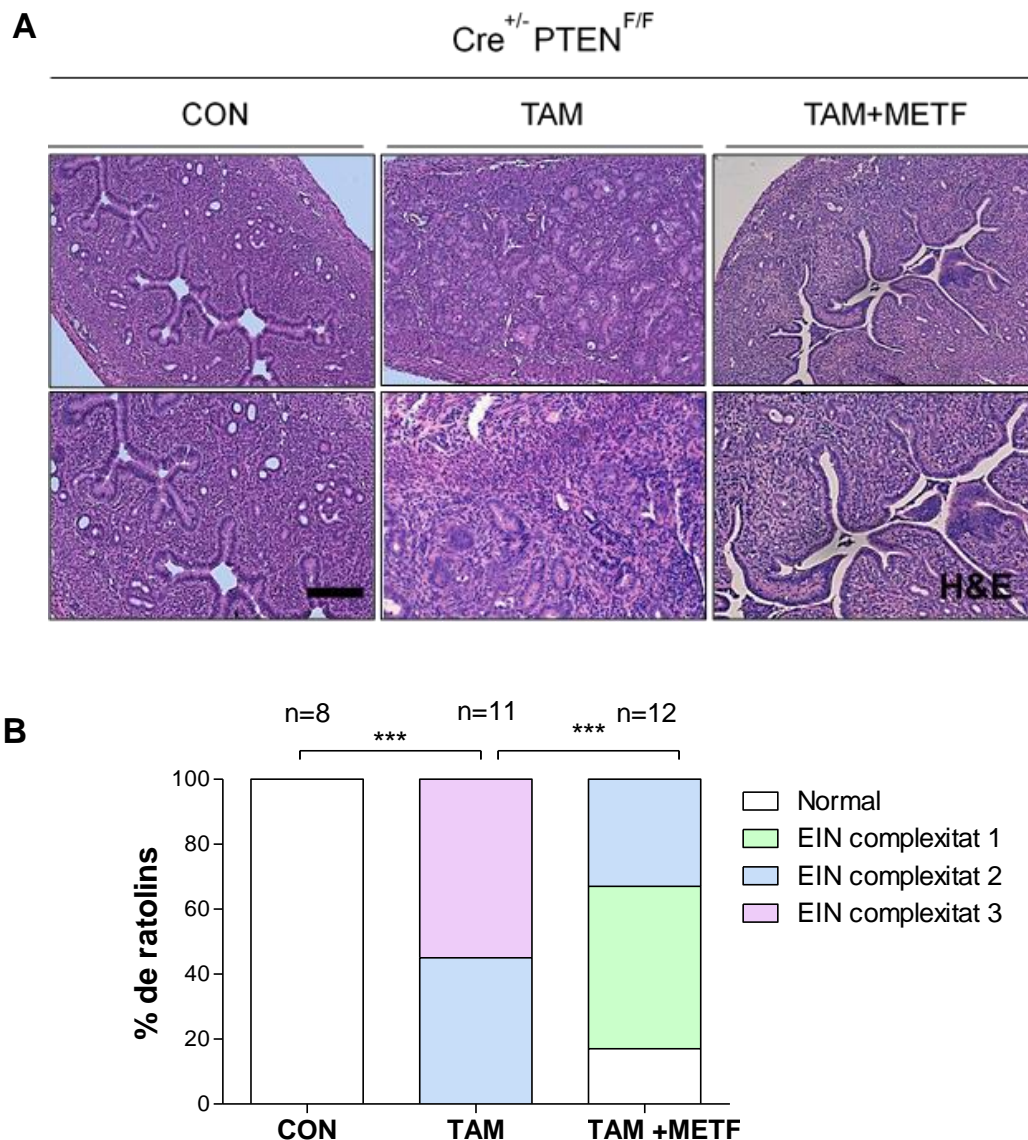 A
Cre+/- PTENF/F
CON TAM TAM+METF
H&E
B
n=8 n=11 n=12
*** ***
% de ratolins
100
80
60
40
20
0
CON TAM TAM +METF
Normal
EIN complexitat 1
EIN complexitat 2
EIN complexitat 3